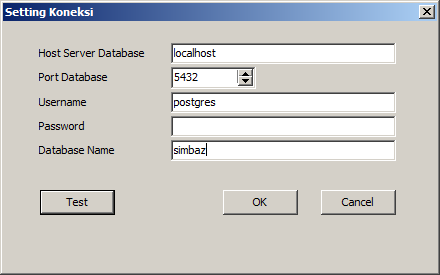 Setting Koneksi
Host Server Database localhost
Port Database 5432
Username postgres
Password
Database Name simbaz
Test OK Cancel